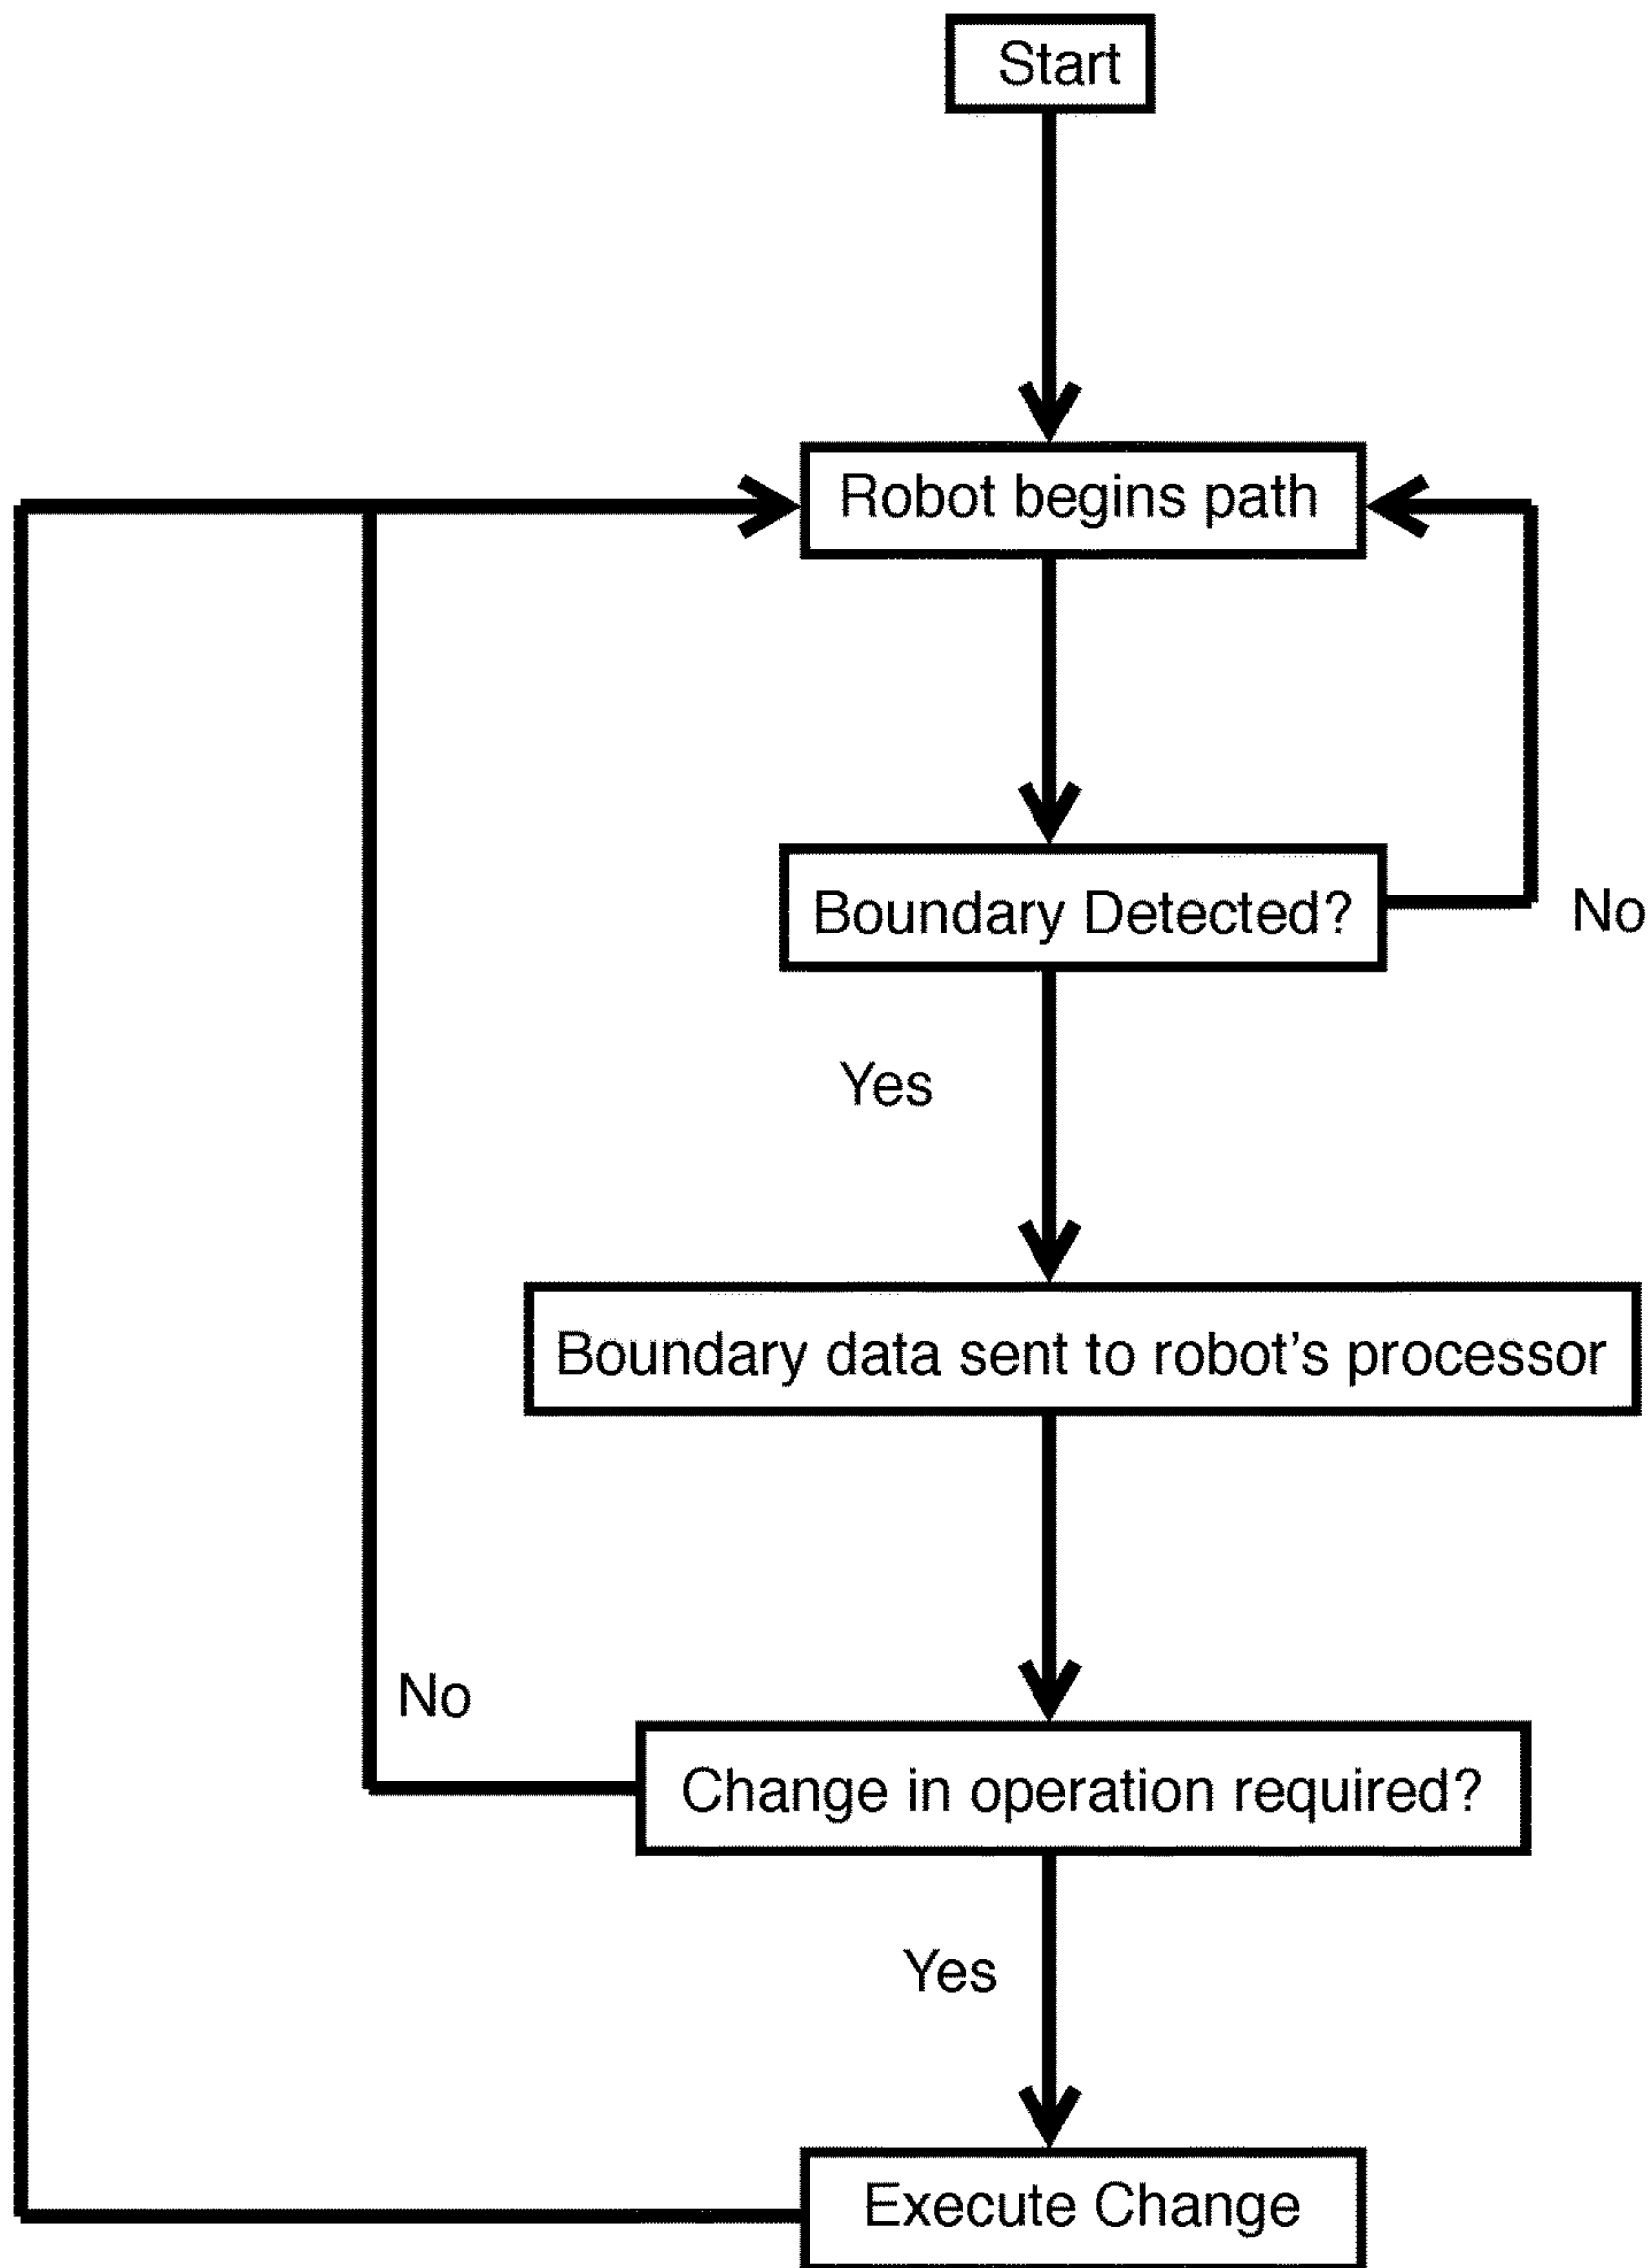 Start
Robot begins path
Boundary Detected?
No
Yes
Boundary data sent to robot's processor
No
Change in operation required?
Yes
Execute Change